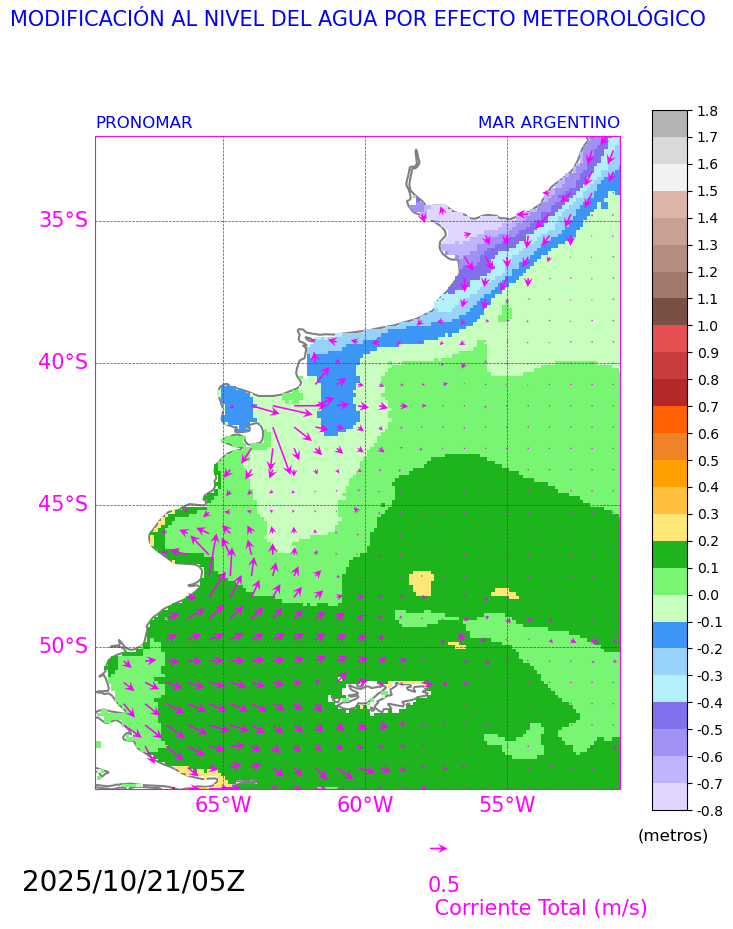 MODIFICACIÓN AL NIVEL DEL AGUA POR EFECTO METEOROLÓGICO
PRONOMAR
MAR ARGENTINO
35°S
40°S
45°S
50°S
65°W
60°W
55°W
1.8
1.7
1.6
1.5
1.4
1.3
1.2
1.1
1.0
0.9
0.8
0.7
0.6
0.5
0.4
0.3
0.2
0.1
0.0
-0.1
-0.2
-0.3
-0.4
-0.5
-0.6
-0.7
-0.8
(metros)
2025/10/21/05Z
0.5
Corriente Total (m/s)